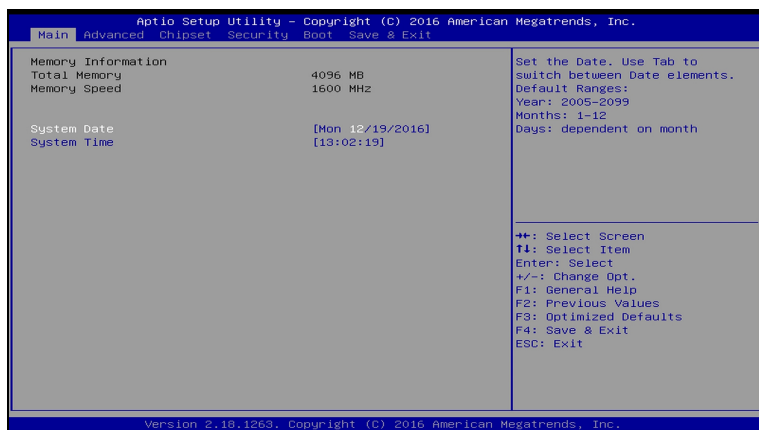 Aptio Setup Utility – Copyright (C) 2016 American Megatrends, Inc.
Main Advanced Chipset Security Boot Save & Exit
Memory Information
Total Memory 4096 MB
Memory Speed 1600 MHz
System Date [Mon 12/19/2016]
System Time [13:02:19]
Set the Date. Use Tab to
switch between Date elements.
Default Ranges:
Year: 2005-2099
Months: 1-12
Days: dependent on month
→←: Select Screen
↑↓: Select Item
Enter: Select
+/-: Change Opt.
F1: General Help
F2: Previous Values
F3: Optimized Defaults
F4: Save & Exit
ESC: Exit
Version 2.18.1263. Copyright (C) 2016 American Megatrends, Inc.